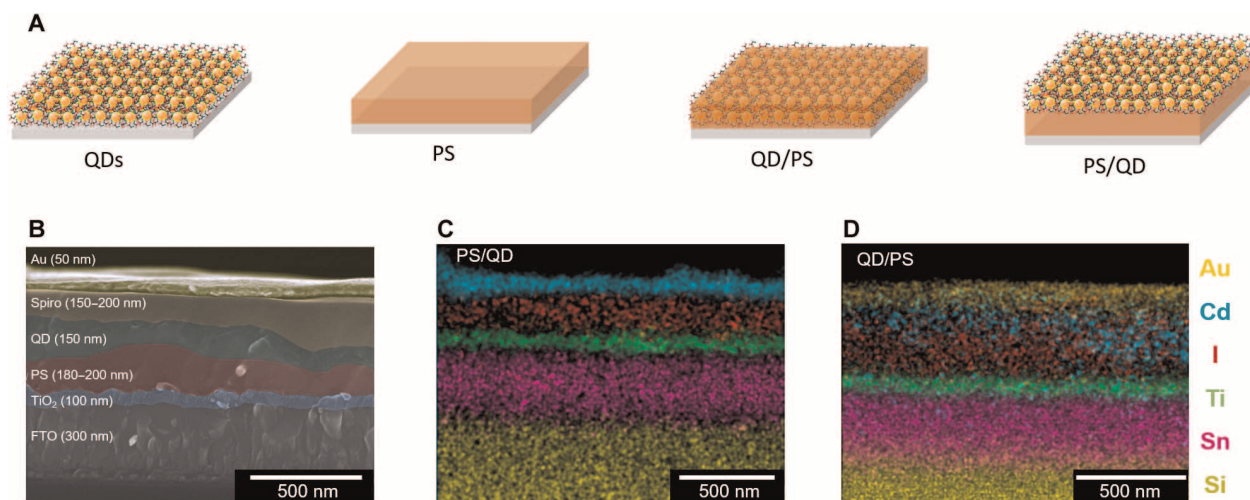 A
QDs
PS
QD/PS
PS/QD
B
Au (50 nm)
Spiro (150–200 nm)
QD (150 nm)
PS (180–200 nm)
TiO₂ (100 nm)
FTO (300 nm)
500 nm
C
PS/QD
500 nm
D
QD/PS
500 nm
Au
Cd
I
Ti
Sn
Si